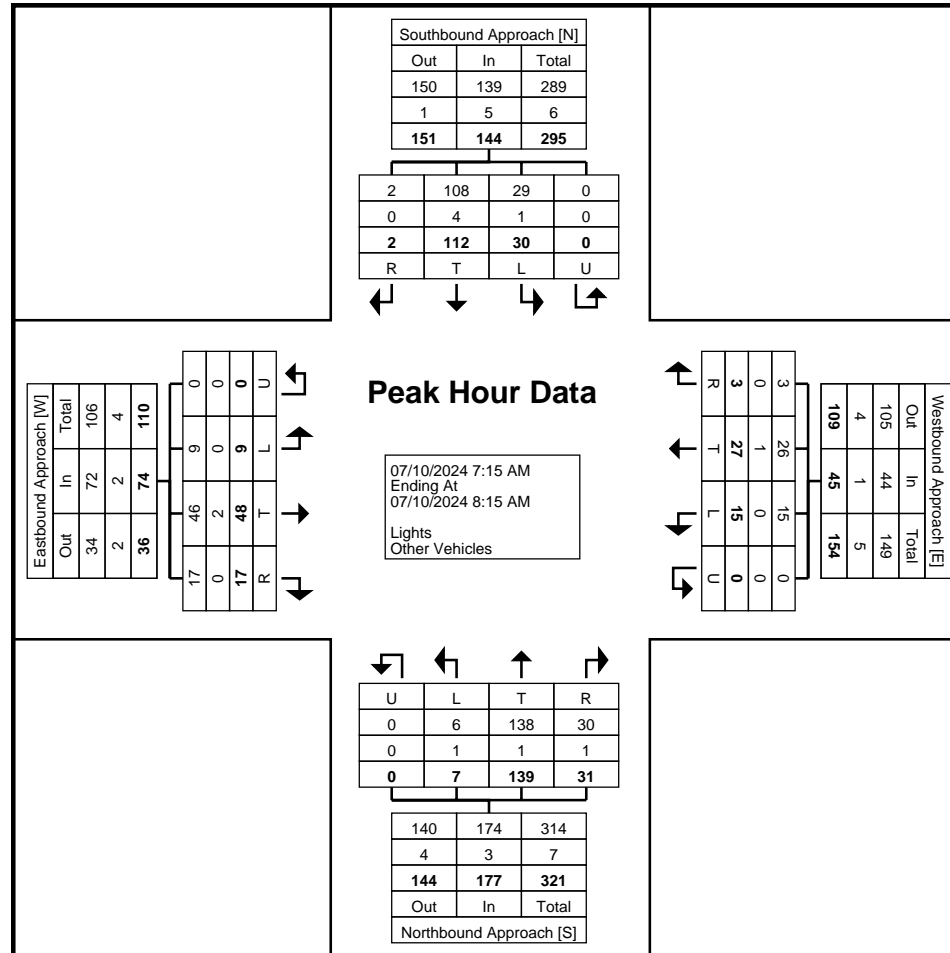 Southbound Approach [N]
Out In Total
150 139 289
1 5 6
151 144 295
2 108 29 0
0 4 1 0
2 112 30 0
R T L U
Eastbound Approach [W]
Total In Out
106 72 34
4 2 2
110 74 36
0 9 46 17
0 0 2 0
0 9 48 17
U L T R
Peak Hour Data
07/10/2024 7:15 AM
Ending At
07/10/2024 8:15 AM
Lights
Other Vehicles
R T L U
3 27 15 0
0 1 0 0
3 26 15 0
Westbound Approach [E]
Out In Total
105 44 149
4 1 5
109 45 154
U L T R
0 6 138 30
0 1 1 1
0 7 139 31
140 174 314
4 3 7
144 177 321
Out In Total
Northbound Approach [S]